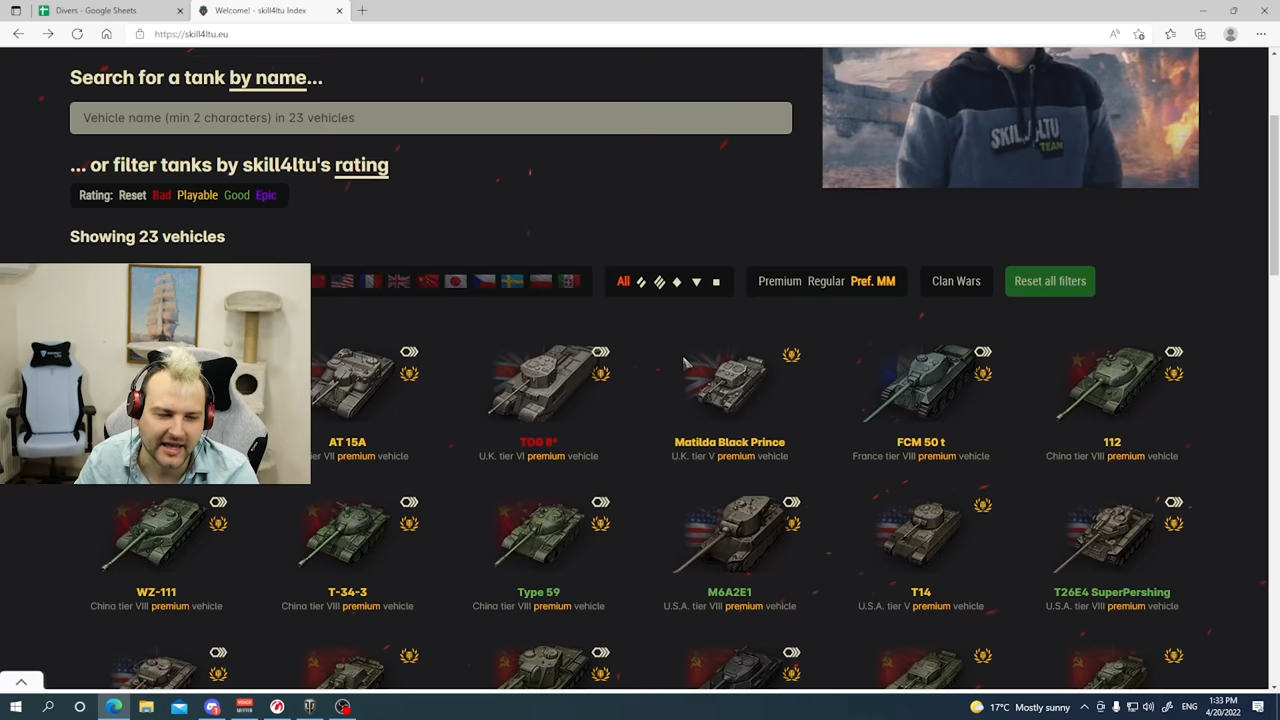 Divers - Google Sheets
Welcome! - skill4ltu Index
https://skill4ltu.eu
Search for a tank by name...
Vehicle name (min 2 characters) in 23 vehicles
... or filter tanks by skill4ltu's rating
Rating: Reset Bad Playable Good Epic
Showing 23 vehicles
SKILL4LTU
TEAM
All
Premium Regular Pref. MM
Clan Wars
Reset all filters
AT 15A
tier VII premium vehicle
TOG II*
U.K. tier VI premium vehicle
Matilda Black Prince
U.K. tier V premium vehicle
FCM 50 t
France tier VIII premium vehicle
112
China tier VIII premium vehicle
WZ-111
China tier VIII premium vehicle
T-34-3
China tier VIII premium vehicle
Type 59
China tier VIII premium vehicle
M6A2E1
U.S.A. tier VIII premium vehicle
T14
U.S.A. tier V premium vehicle
T26E4 SuperPershing
U.S.A. tier VIII premium vehicle
17°C Mostly sunny
ENG
1:33 PM
4/20/2022